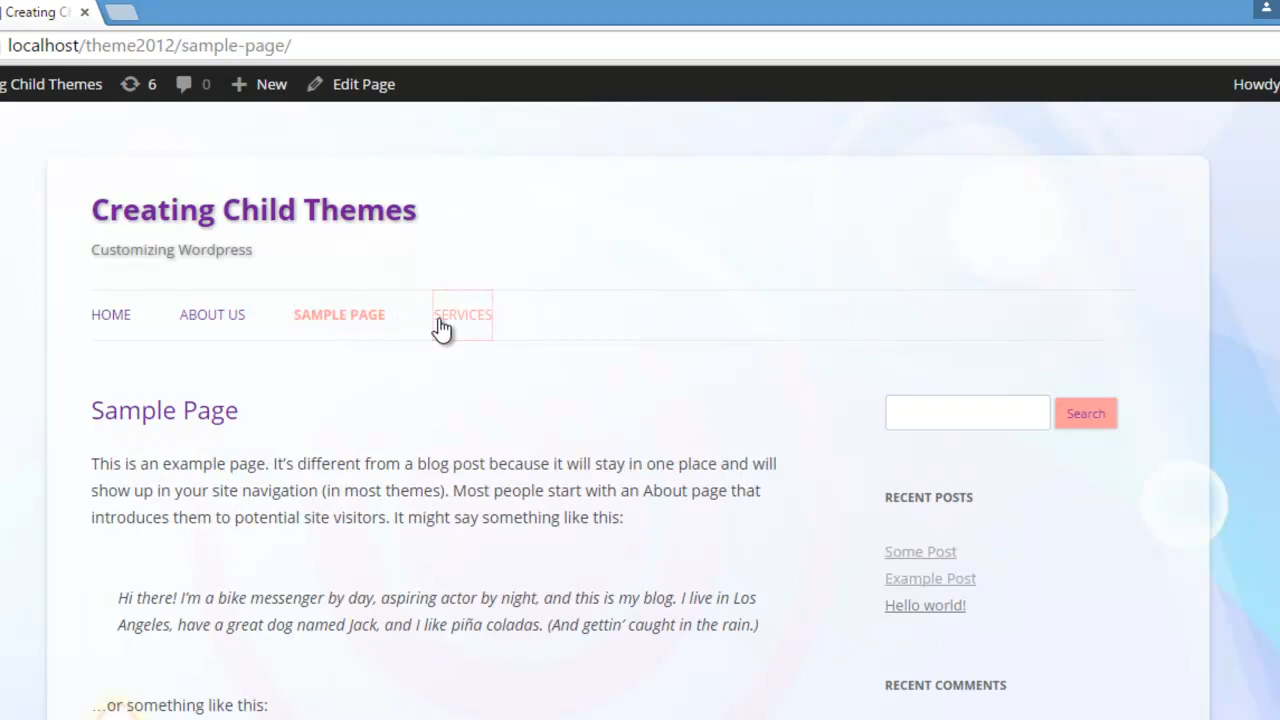 Creating C
localhost/theme2012/sample-page/
g Child Themes 6 0 New Edit Page Howdy
Creating Child Themes
Customizing Wordpress
HOME ABOUT US SAMPLE PAGE SERVICES
Sample Page
This is an example page. It’s different from a blog post because it will stay in one place and will
show up in your site navigation (in most themes). Most people start with an About page that
introduces them to potential site visitors. It might say something like this:
Hi there! I’m a bike messenger by day, aspiring actor by night, and this is my blog. I live in Los
Angeles, have a great dog named Jack, and I like piña coladas. (And gettin’ caught in the rain.)
…or something like this:
Search
RECENT POSTS
Some Post
Example Post
Hello world!
RECENT COMMENTS